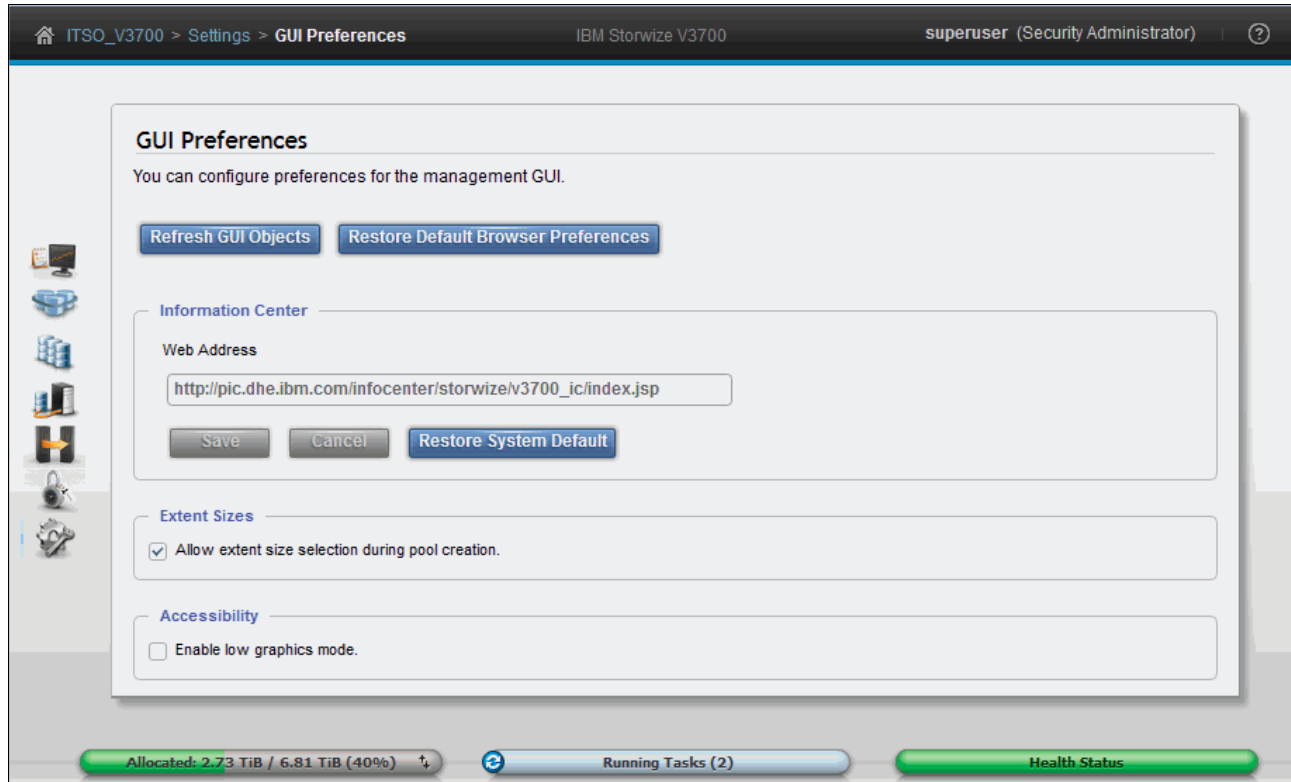 ITSO_V3700 > Settings > GUI Preferences IBM Storwize V3700 superuser (Security Administrator) ?
GUI Preferences
You can configure preferences for the management GUI.
Refresh GUI Objects Restore Default Browser Preferences
Information Center
Web Address
http://pic.dhe.ibm.com/infocenter/storwize/v3700_ic/index.jsp
Save Cancel Restore System Default
Extent Sizes
Allow extent size selection during pool creation.
Accessibility
Enable low graphics mode.
Allocated: 2.73 TiB / 6.81 TiB (40%) Running Tasks (2) Health Status